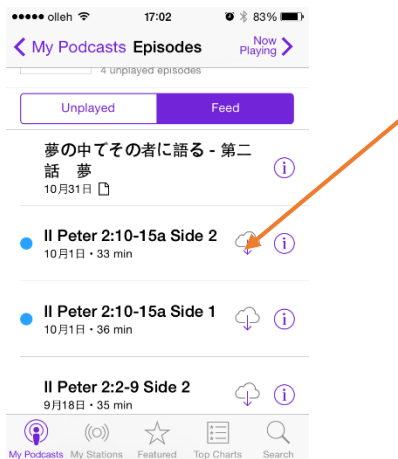 olleh 17:02 83%
My Podcasts Episodes Now Playing
4 unplayed episodes
Unplayed Feed
夢の中でその者に語る - 第二
話 夢
10月31日
II Peter 2:10-15a Side 2
10月1日・33 min
II Peter 2:10-15a Side 1
10月1日・36 min
II Peter 2:2-9 Side 2
9月18日・35 min
My Podcasts My Stations Featured Top Charts Search